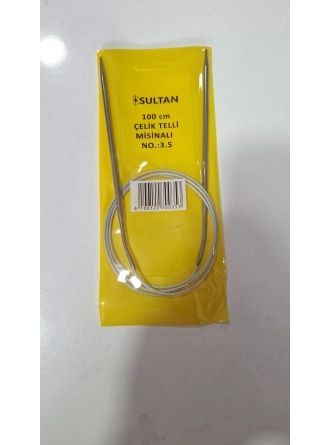 SULTAN
100 cm
ÇELİK TELLİ
MİSİNALI
NO.:3.5